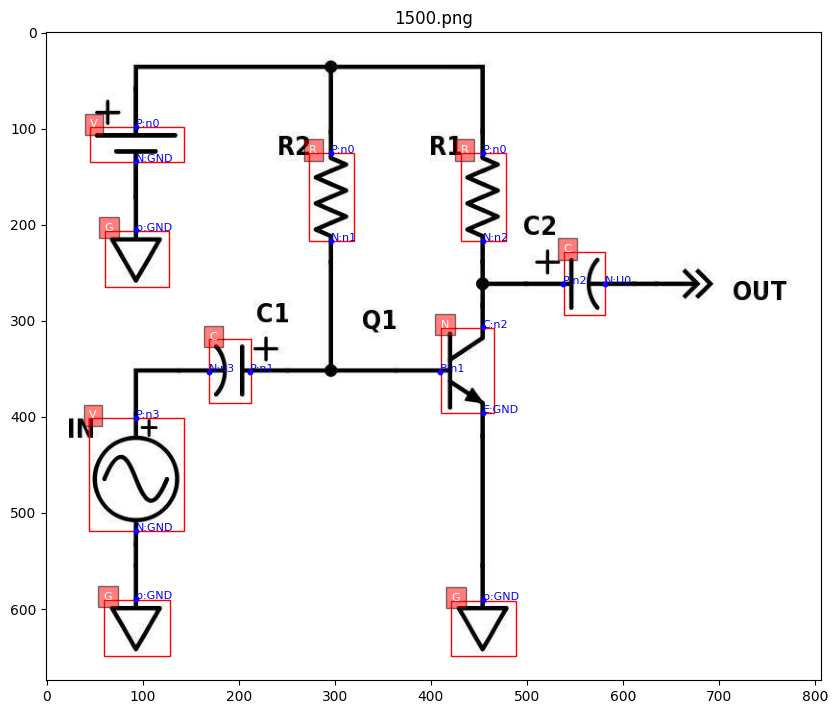 1500.png
0
100
200
300
400
500
600
0 100 200 300 400 500 600 700 800
V
+
P:n0
N:GND
G
p:GND
R2
R
P:n0
N:n1
R1
R
P:n0
N:n2
C2
+
C
P:n2
N:U0
OUT
C1
+
C
N:n3
P:n1
Q1
N
C:n2
B:n1
E:GND
V
IN
P:n3
+
N:GND
G
p:GND
G
p:GND